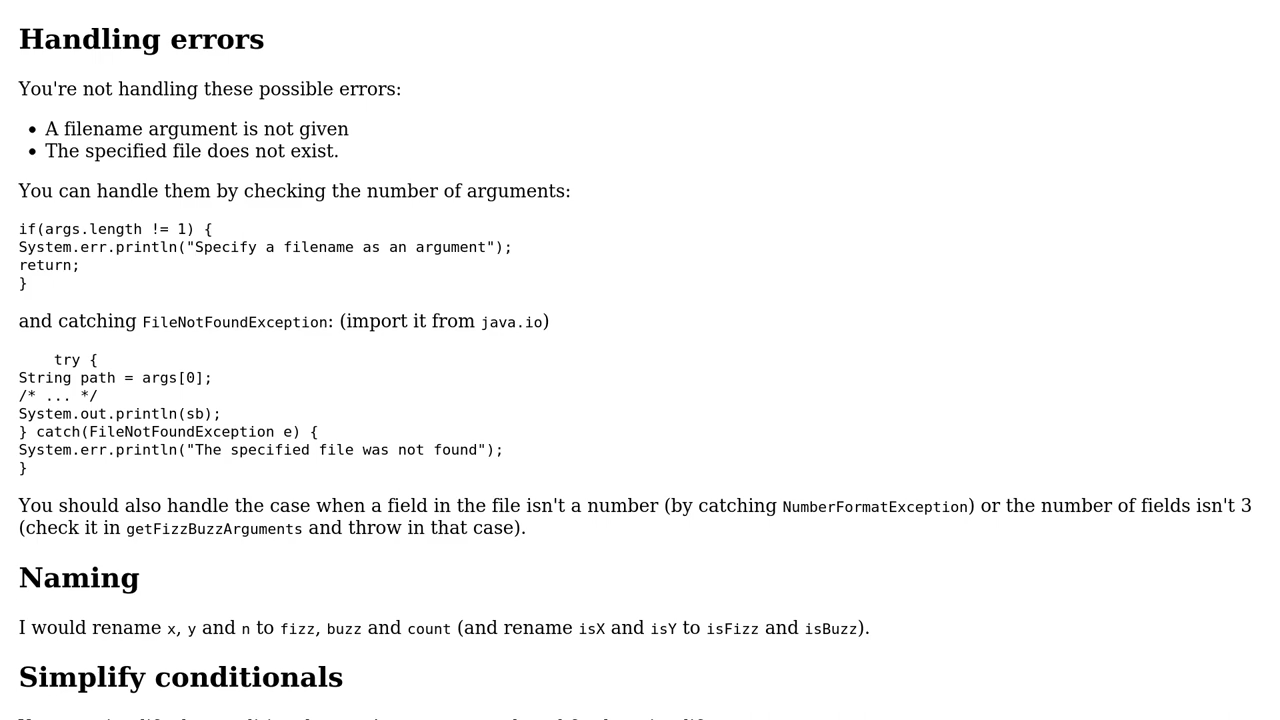 Handling errors
You're not handling these possible errors:
• A filename argument is not given
• The specified file does not exist.
You can handle them by checking the number of arguments:
if(args.length != 1) {
System.err.println("Specify a filename as an argument");
return;
}
and catching FileNotFoundException: (import it from java.io)
    try {
String path = args[0];
/* ... */
System.out.println(sb);
} catch(FileNotFoundException e) {
System.err.println("The specified file was not found");
}
You should also handle the case when a field in the file isn't a number (by catching NumberFormatException) or the number of fields isn't 3
(check it in getFizzBuzzArguments and throw in that case).
Naming
I would rename x, y and n to fizz, buzz and count (and rename isX and isY to isFizz and isBuzz).
Simplify conditionals